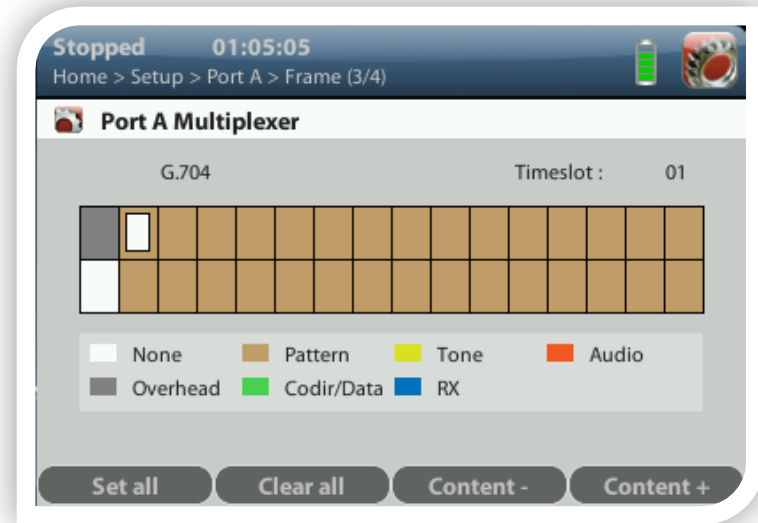 Stopped 01:05:05
Home > Setup > Port A > Frame (3/4)
Port A Multiplexer
G.704 Timeslot : 01
None Pattern Tone Audio
Overhead Codir/Data RX
Set all Clear all Content - Content +